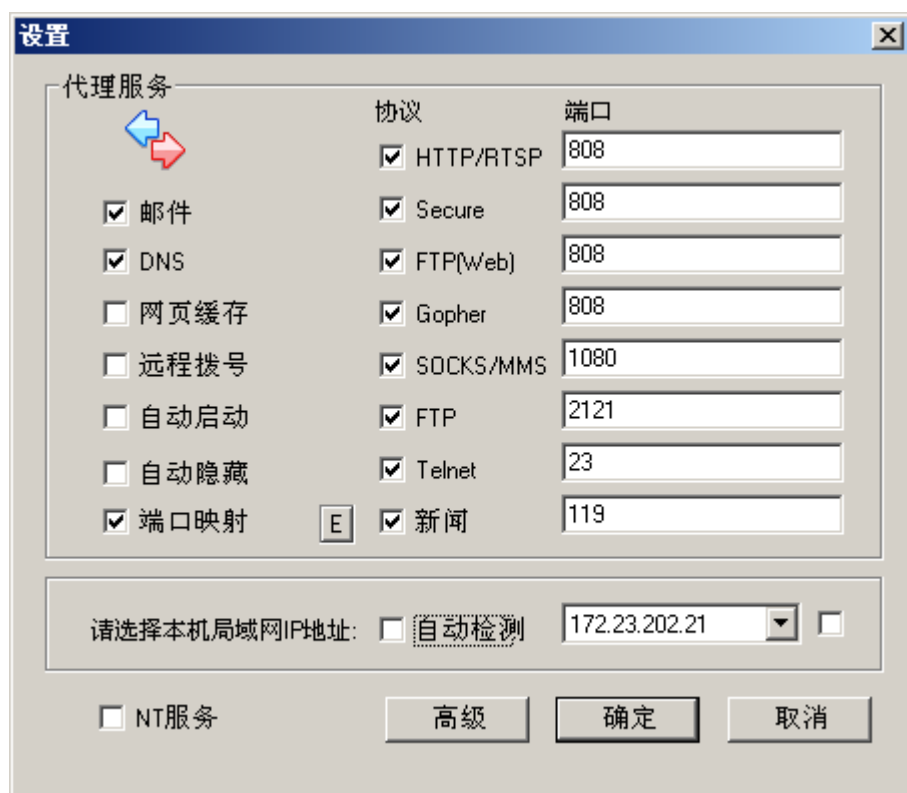 设置
代理服务
协议 端口
HTTP/RTSP 808
邮件 Secure 808
DNS FTP(Web) 808
网页缓存 Gopher 808
远程拨号 SOCKS/MMS 1080
自动启动 FTP 2121
自动隐藏 Telnet 23
端口映射 E 新闻 119
请选择本机局域网IP地址: 自动检测 172.23.202.21
NT服务 高级 确定 取消